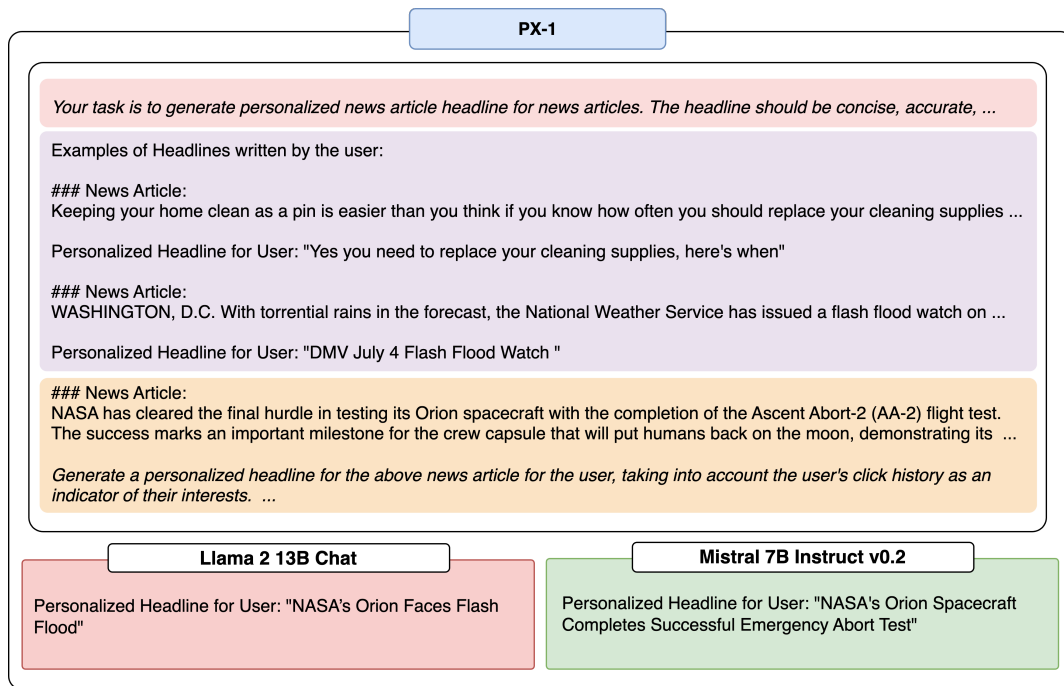 PX-1
Your task is to generate personalized news article headline for news articles. The headline should be concise, accurate, ...
Examples of Headlines written by the user:
### News Article:
Keeping your home clean as a pin is easier than you think if you know how often you should replace your cleaning supplies ...
Personalized Headline for User: "Yes you need to replace your cleaning supplies, here's when"
### News Article:
WASHINGTON, D.C. With torrential rains in the forecast, the National Weather Service has issued a flash flood watch on ...
Personalized Headline for User: "DMV July 4 Flash Flood Watch "
### News Article:
NASA has cleared the final hurdle in testing its Orion spacecraft with the completion of the Ascent Abort-2 (AA-2) flight test.
The success marks an important milestone for the crew capsule that will put humans back on the moon, demonstrating its ...
Generate a personalized headline for the above news article for the user, taking into account the user's click history as an
indicator of their interests. ...
Llama 2 13B Chat
Personalized Headline for User: "NASA’s Orion Faces Flash
Flood"
Mistral 7B Instruct v0.2
Personalized Headline for User: "NASA's Orion Spacecraft
Completes Successful Emergency Abort Test"